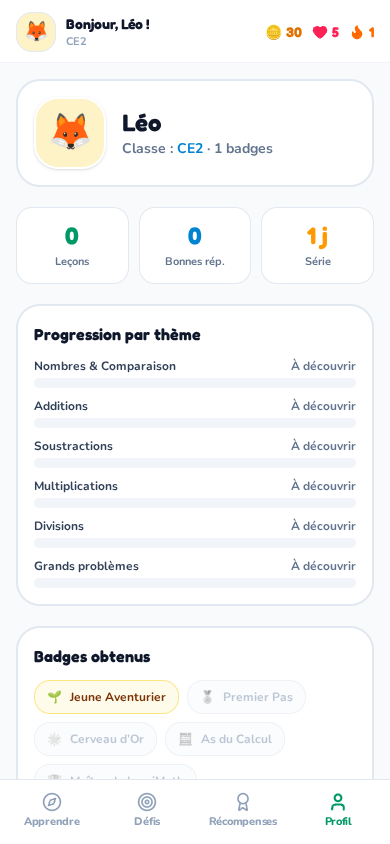 Bonjour, Léo !
CE2
30
5
1
Léo
Classe : CE2 · 1 badges
0
0
1 j
Leçons
Bonnes rép.
Série
Progression par thème
Nombres & Comparaison
À découvrir
Additions
À découvrir
Soustractions
À découvrir
Multiplications
À découvrir
Divisions
À découvrir
Grands problèmes
À découvrir
Badges obtenus
Jeune Aventurier
Premier Pas
Cerveau d'Or
As du Calcul
Apprendre
Défis
Récompenses
Profil